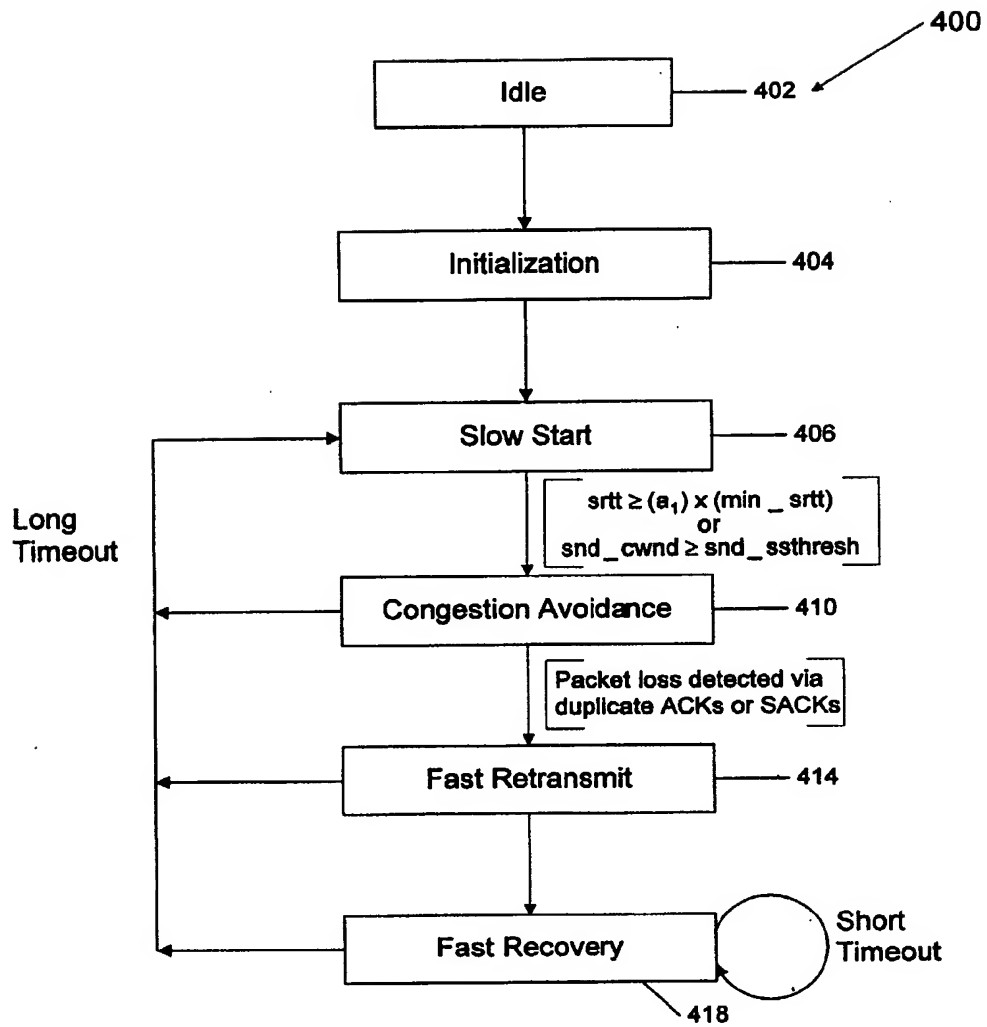 400
Idle
402
Initialization
404
Slow Start
406
srtt ≥ (a₁) x (min _ srtt)
or
snd _ cwnd ≥ snd _ ssthresh
Long
Timeout
Congestion Avoidance
410
Packet loss detected via
duplicate ACKs or SACKs
Fast Retransmit
414
Fast Recovery
Short
Timeout
418